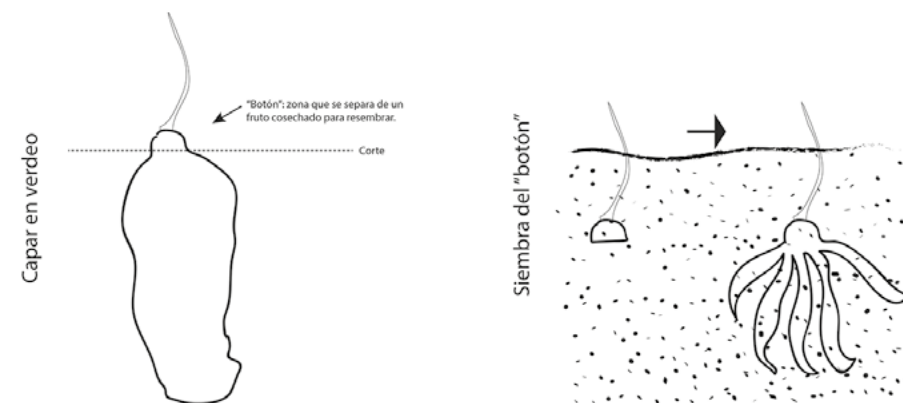 Capar en verdeo
"Botón"; zona que se separa de un
fruto cosechado para resembrar.
Corte
Siembra del "botón"